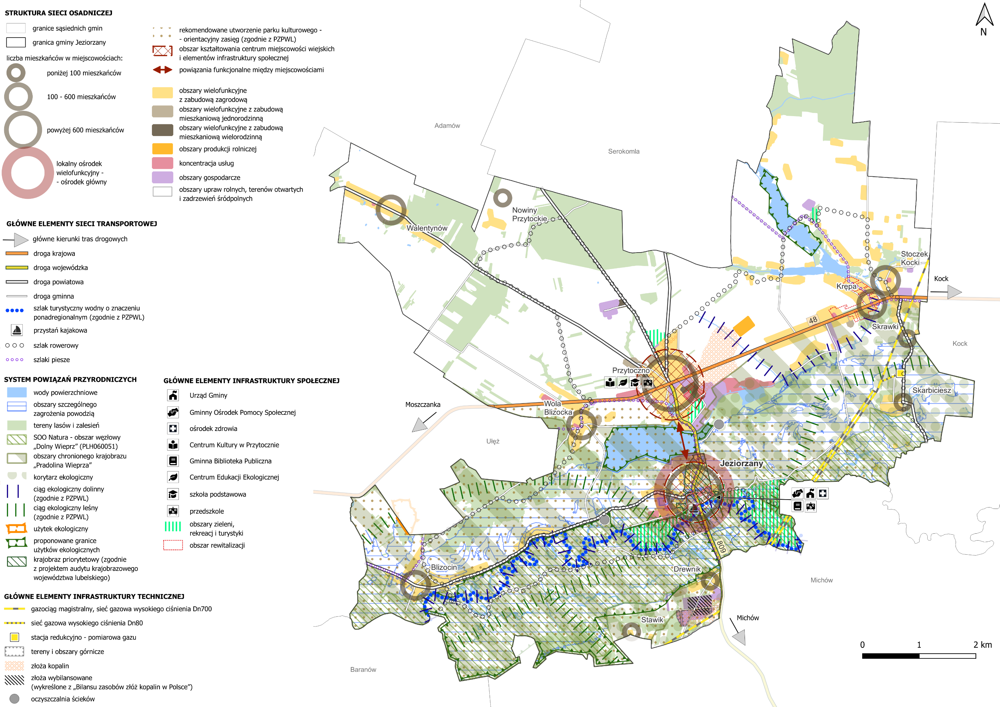 STRUKTURA SIECI OSADNICZEJ
granice sąsiednich gmin
granica gminy Jeziorzany
liczba mieszkańców w miejscowościach:
poniżej 100 mieszkańców
100 - 600 mieszkańców
powyżej 600 mieszkańców
lokalny ośrodek
wielofunkcyjny -
- ośrodek główny
rekomendowane utworzenie parku kulturowego -
- orientacyjny zasięg (zgodnie z PZPWL)
obszar kształtowania centrum miejscowości wiejskich
i elementów infrastruktury społecznej
powiązania funkcjonalne między miejscowościami
obszary wielofunkcyjne
z zabudową zagrodową
obszary wielofunkcyjne z zabudową
mieszkaniową jednorodzinną
obszary wielofunkcyjne z zabudową
mieszkaniową wielorodzinną
obszary produkcji rolniczej
koncentracja usług
obszary gospodarcze
obszary upraw rolnych, terenów otwartych
i zadrzewień śródpolnych
GŁÓWNE ELEMENTY SIECI TRANSPORTOWEJ
główne kierunki tras drogowych
droga krajowa
droga wojewódzka
droga powiatowa
droga gminna
szlak turystyczny wodny o znaczeniu
ponadregionalnym (zgodnie z PZPWL)
przystań kajakowa
szlak rowerowy
szlaki piesze
SYSTEM POWIĄZAŃ PRZYRODNICZYCH
wody powierzchniowe
obszary szczególnego
zagrożenia powodzią
tereny lasów i zalesień
SOO Natura - obszar węzłowy
„Dolny Wieprz” (PLH060051)
obszary chronionego krajobrazu
„Pradolina Wieprza”
korytarz ekologiczny
ciąg ekologiczny dolinny
(zgodnie z PZPWL)
ciąg ekologiczny leśny
(zgodnie z PZPWL)
użytek ekologiczny
proponowane granice
użytków ekologicznych
krajobraz priorytetowy (zgodnie
z projektem audytu krajobrazowego
województwa lubelskiego)
GŁÓWNE ELEMENTY INFRASTRUKTURY SPOŁECZNEJ
Urząd Gminy
Gminny Ośrodek Pomocy Społecznej
ośrodek zdrowia
Centrum Kultury w Przytocznie
Gminna Biblioteka Publiczna
Centrum Edukacji Ekologicznej
szkoła podstawowa
przedszkole
obszary zieleni,
rekreacj i turystyki
obszar rewitalizacji
GŁÓWNE ELEMENTY INFRASTRUKTURY TECHNICZNEJ
gazociąg magistralny, sieć gazowa wysokiego ciśnienia Dn700
sieć gazowa wysokiego ciśnienia Dn80
stacja redukcyjno - pomiarowa gazu
tereny i obszary górnicze
złoża kopalin
złoża wybilansowane
(wykreślone z „Bilansu zasobów złóż kopalin w Polsce”)
oczyszczalnia ścieków
N
Adamów
Serokomla
Nowiny
Przytockie
Walentynów
Stoczek
Kocki
Kock
Krępa
48
Skrawki
Kock
Przytoczno
Skarbiciesz
Wola
Blizocka
Moszczanka
Ułęż
Jeziorzany
809
Blizocin
Drewnik
Michów
Stawik
Michów
Baranów
0 1 2 km